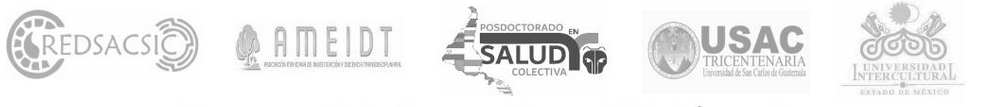 REDSACSIC
AMEIDT
POSDOCTORADO
EN
SALUD
COLECTIVA
USAC
TRICENTENARIA
Universidad de San Carlos de Guatemala
UNIVERSIDAD
INTERCULTURAL
ESTADO DE MÉXICO